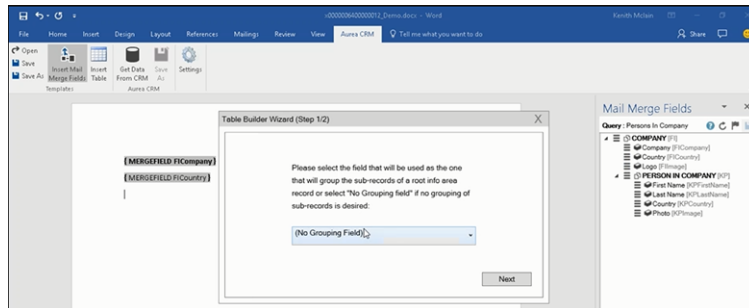 s0000006400000012_Demo.docx - Word
Kenith Mclain
File Home Insert Design Layout References Mailings Review View Aurea CRM Tell me what you want to do Share
Open
Save
Save As
Insert Mail Merge Fields
Insert Table
Get Data From CRM
Save As
Settings
Templates
Aurea CRM
Table Builder Wizard (Step 1/2) X
Please select the field that will be used as the one
that will group the sub-records of a root info area
record or select "No Grouping field" if no grouping of
sub-records is desired:
(No Grouping Field)
Next
{ MERGEFIELD FICompany}
{ MERGEFIELD FICountry }
Mail Merge Fields
Query : Persons In Company
COMPANY [FI]
Company [FICompany]
Country [FICountry]
Logo [FIImage]
PERSON IN COMPANY [KP]
First Name [KPFirstName]
Last Name [KPLastName]
Country [KPCountry]
Photo [KPImage]